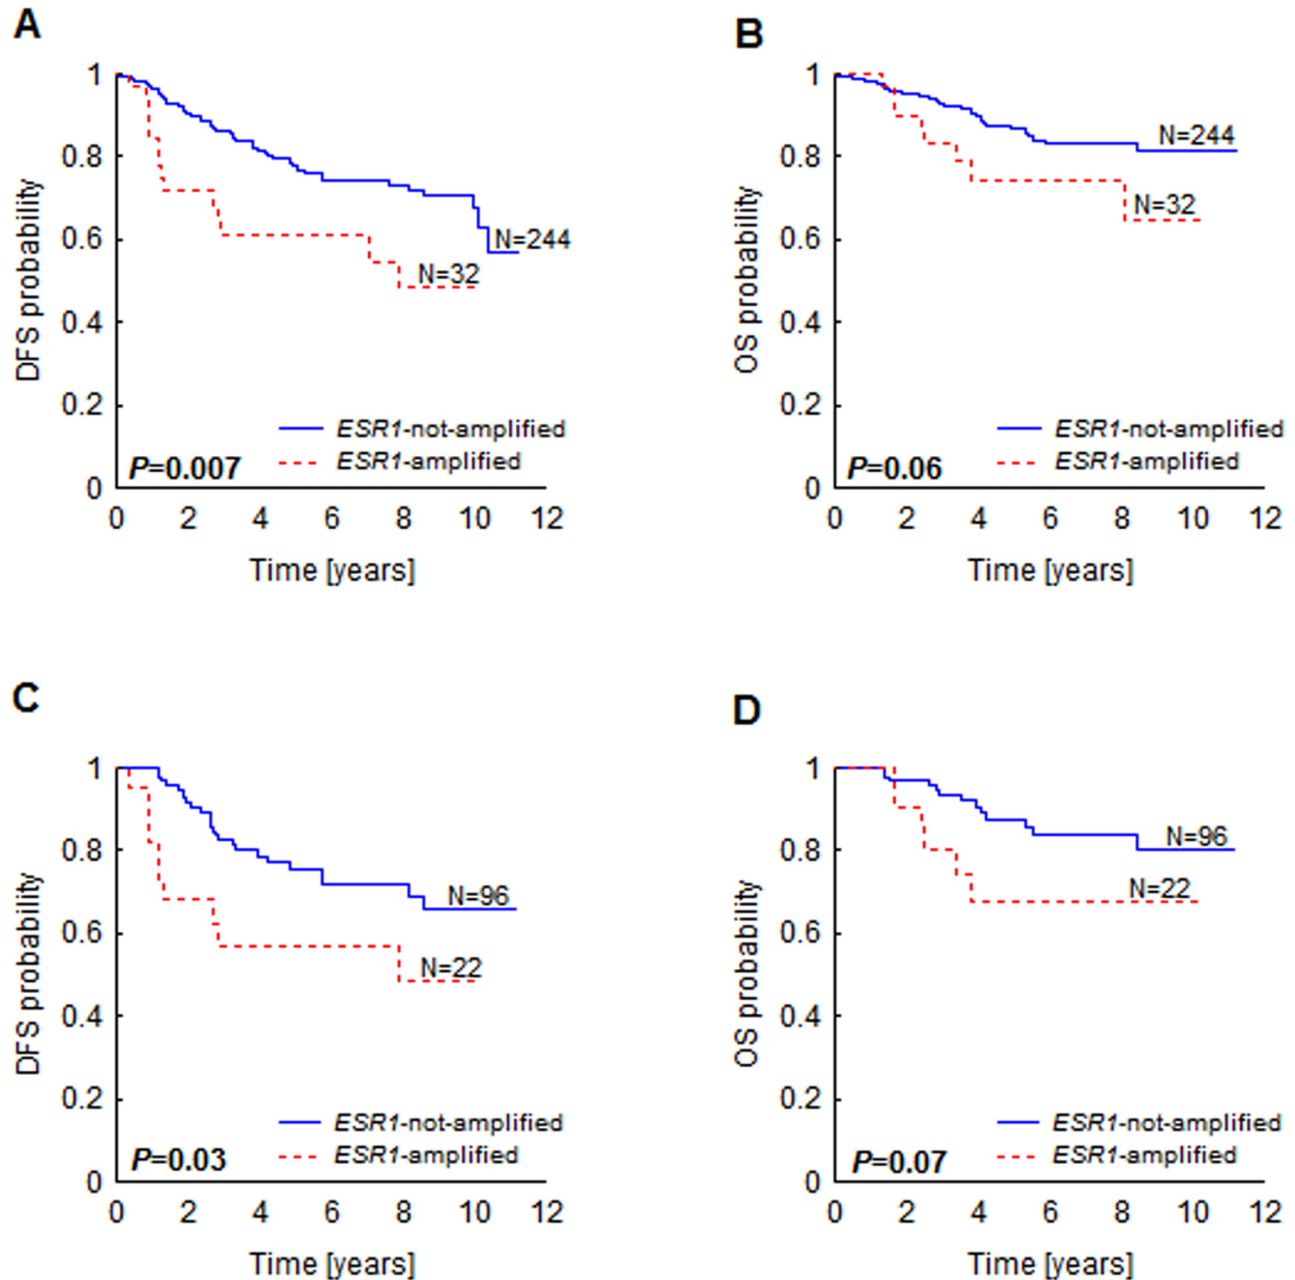 A
DFS probability
1
0.8
0.6
0.4
0.2
0
N=244
N=32
ESR1-not-amplified
ESR1-amplified
P=0.007
0 2 4 6 8 10 12
Time [years]
B
OS probability
1
0.8
0.6
0.4
0.2
0
N=244
N=32
ESR1-not-amplified
ESR1-amplified
P=0.06
0 2 4 6 8 10 12
Time [years]
C
DFS probability
1
0.8
0.6
0.4
0.2
0
N=96
N=22
ESR1-not-amplified
ESR1-amplified
P=0.03
0 2 4 6 8 10 12
Time [years]
D
OS probability
1
0.8
0.6
0.4
0.2
0
N=96
N=22
ESR1-not-amplified
ESR1-amplified
P=0.07
0 2 4 6 8 10 12
Time [years]